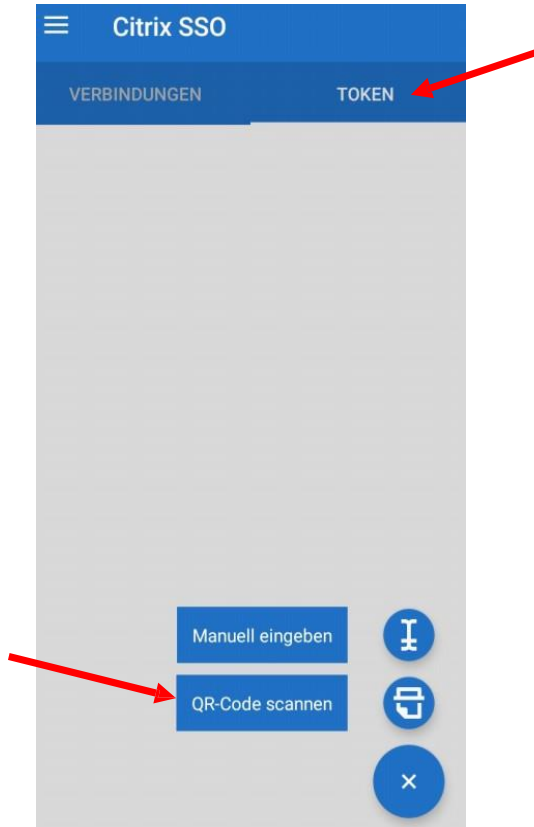 Citrix SSO
VERBINDUNGEN TOKEN
Manuell eingeben
QR-Code scannen